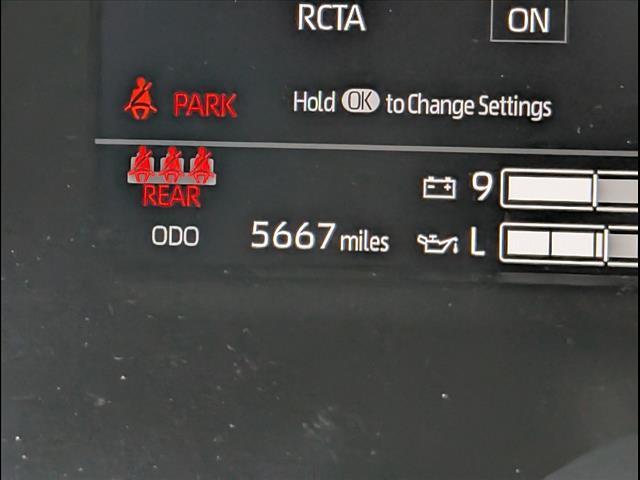 RCTA ON
PARK Hold OK to Change Settings
REAR 9
ODO 5667 miles L